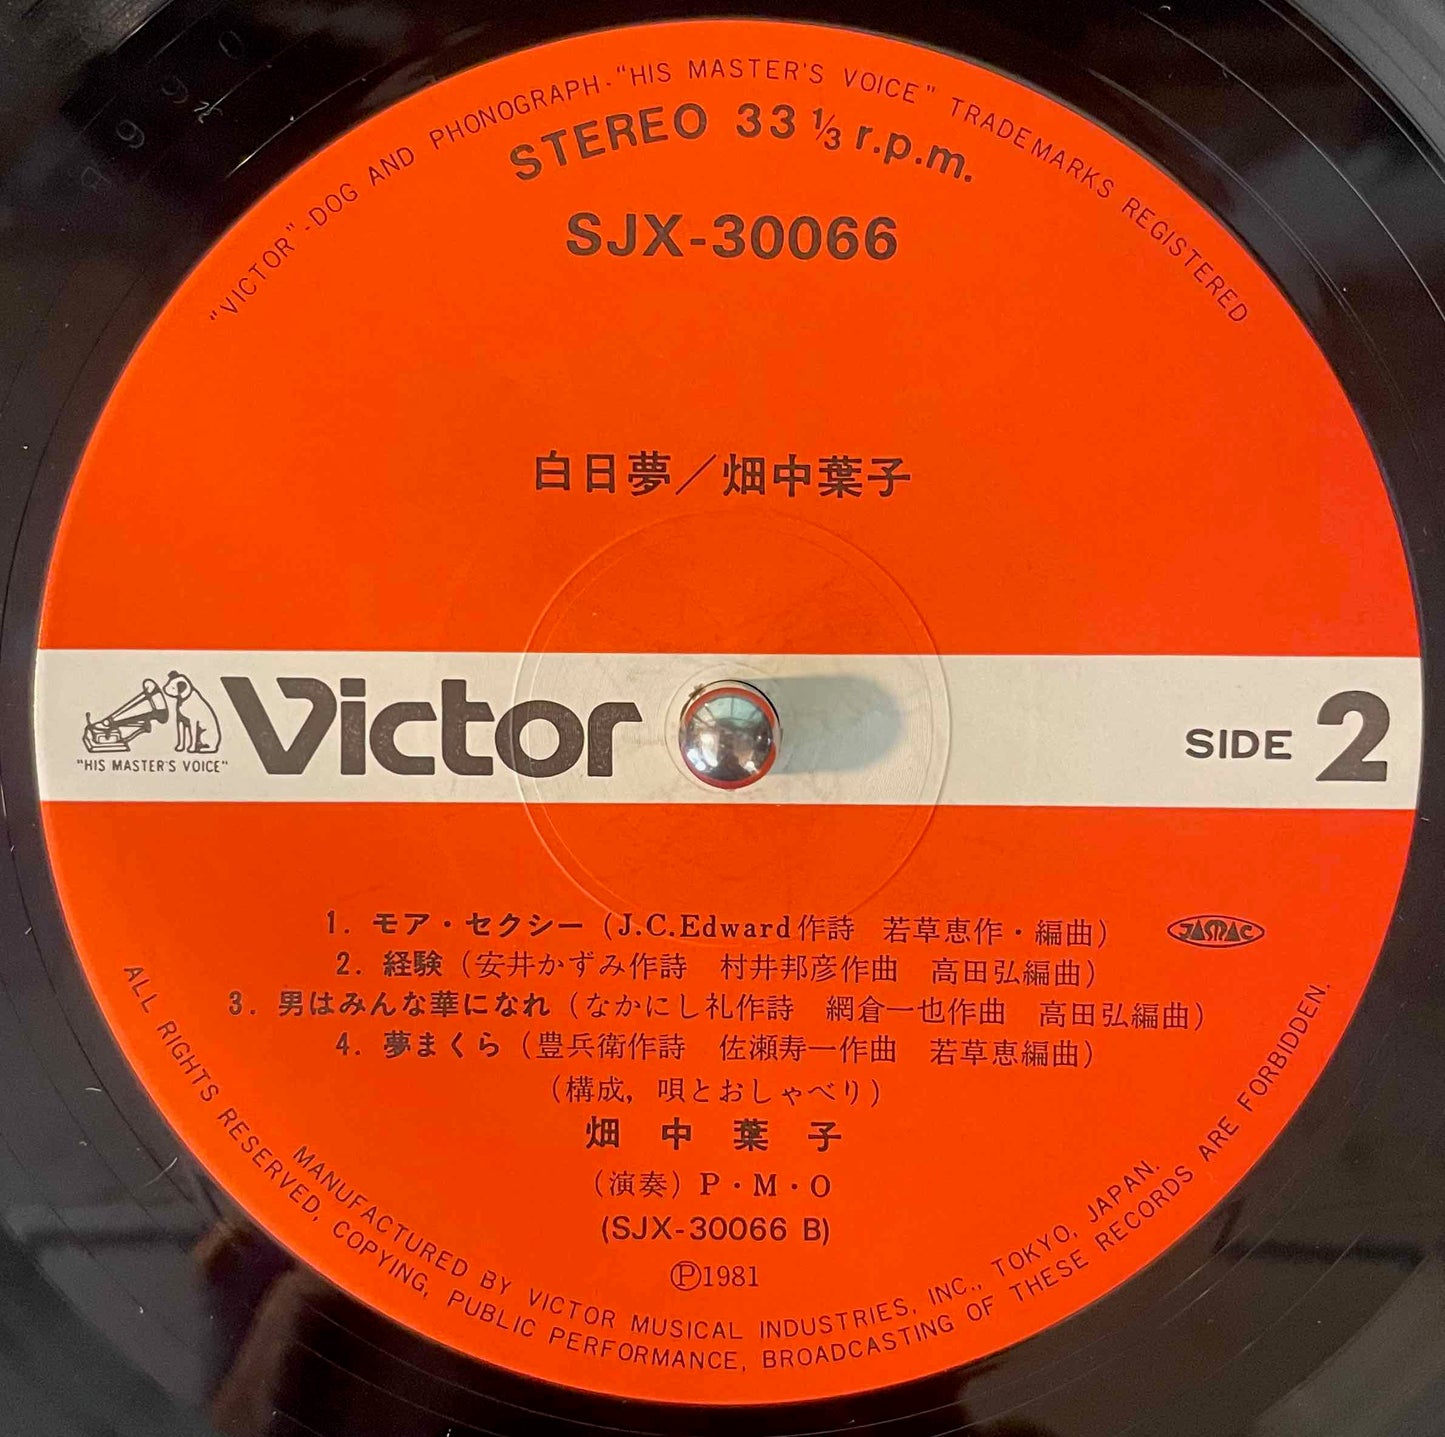 "VICTOR"-DOG AND PHONOGRAPH-"HIS MASTER'S VOICE" TRADEMARKS REGISTERED
STEREO 33⅓ r.p.m.
SJX-30066
白日夢／畑中葉子
"HIS MASTER'S VOICE"
Victor
SIDE 2
1. モア・セクシー（J.C.Edward作詩　若草恵作・編曲）
JASRAC
2. 経験（安井かずみ作詩　村井邦彦作曲　高田弘編曲）
3. 男はみんな華になれ（なかにし礼作詩　網倉一也作曲　高田弘編曲）
4. 夢まくら（豊兵衛作詩　佐瀬寿一作曲　若草恵編曲）
（構成，唄とおしゃべり）
畑中葉子
（演奏）P・M・O
(SJX-30066 B)
Ⓟ1981
MANUFACTURED BY VICTOR MUSICAL INDUSTRIES, INC., TOKYO, JAPAN.
ALL RIGHTS RESERVED, COPYING, PUBLIC PERFORMANCE, BROADCASTING OF THESE RECORDS ARE FORBIDDEN.